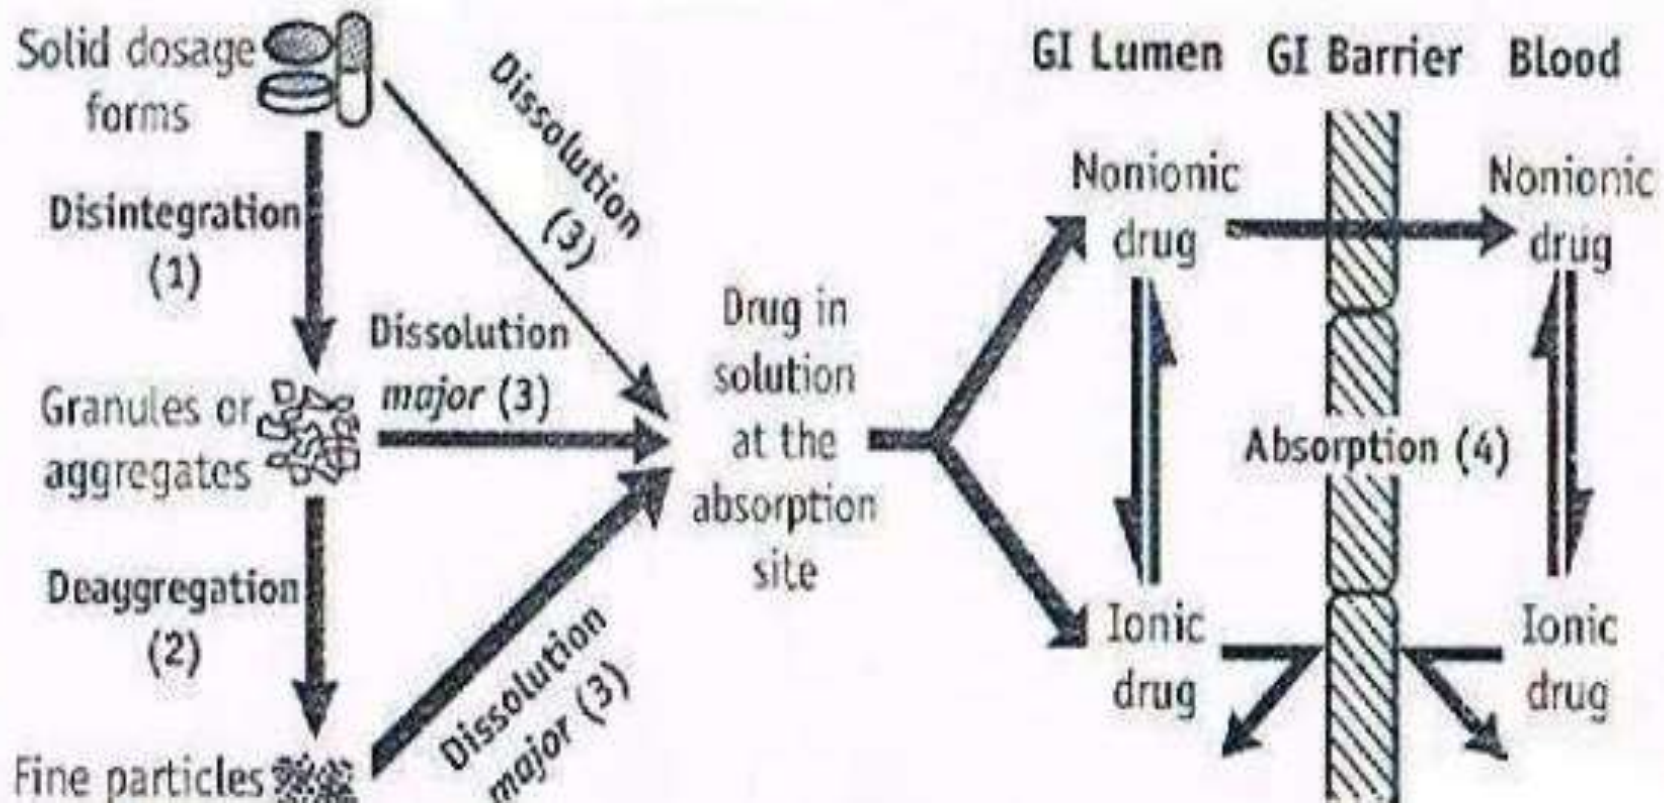 Solid dosage
forms
Disintegration
(1)
Granules or
aggregates
Deaggregation
(2)
Fine particles
Dissolution
(3)
Dissolution
major (3)
Dissolution
major (3)
Drug in
solution
at the
absorption
site
GI Lumen
GI Barrier
Blood
Nonionic
drug
Nonionic
drug
Absorption (4)
Ionic
drug
Ionic
drug